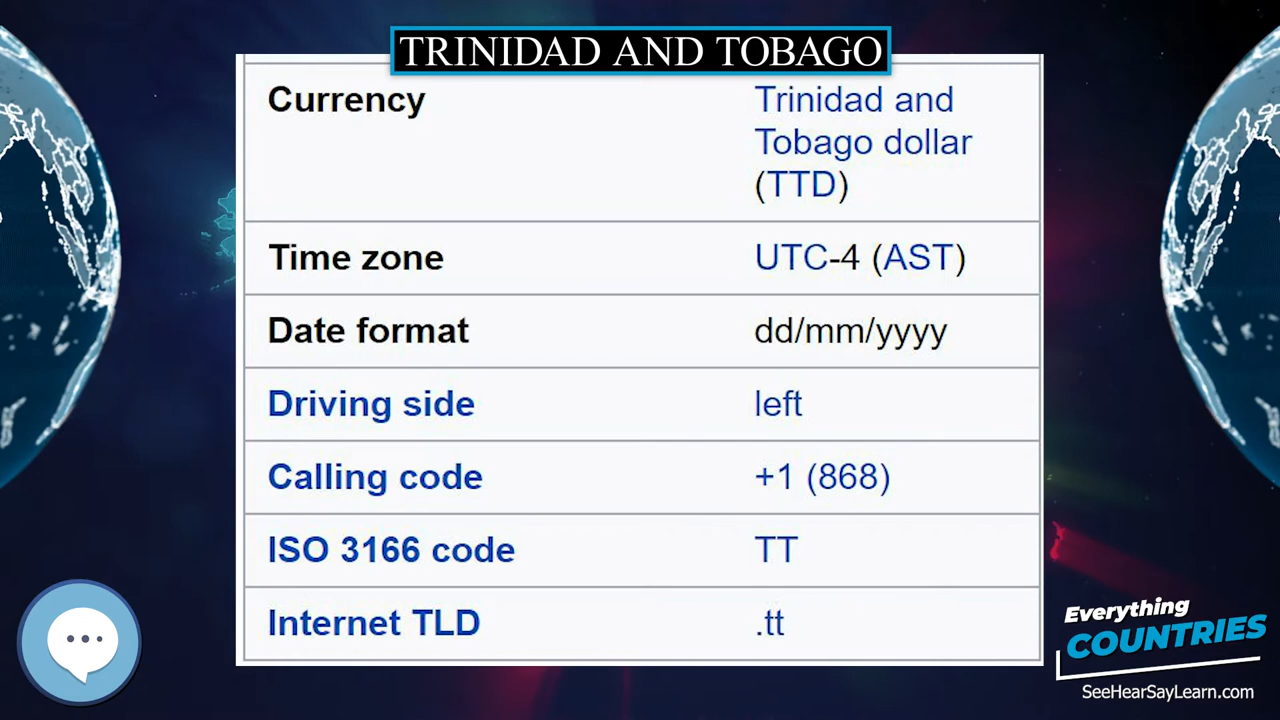 TRINIDAD AND TOBAGO
Currency
Trinidad and
Tobago dollar
(TTD)
Time zone
UTC-4 (AST)
Date format
dd/mm/yyyy
Driving side
left
Calling code
+1 (868)
ISO 3166 code
TT
Internet TLD
.tt
Everything
COUNTRIES
SeeHearSayLearn.com